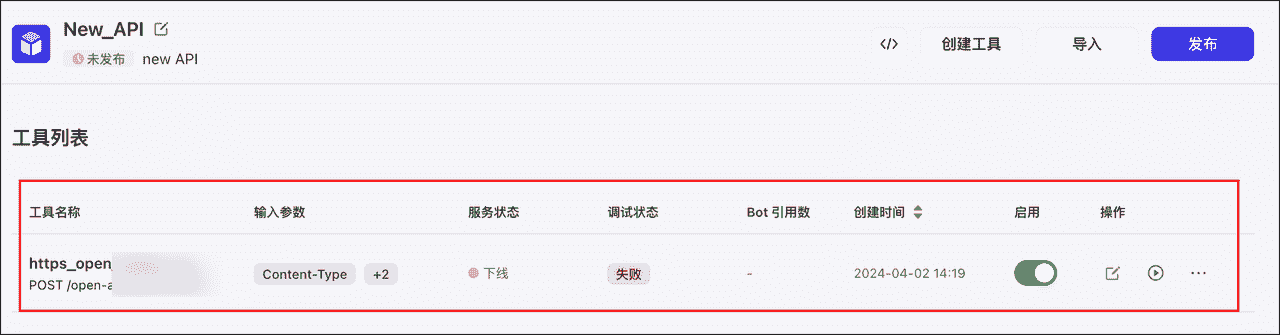 New_API
未发布 new API
</> 创建工具 导入 发布
工具列表
工具名称 输入参数 服务状态 调试状态 Bot 引用数 创建时间 启用 操作
https_open_ Content-Type +2 下线 失败 - 2024-04-02 14:19
POST /open-a